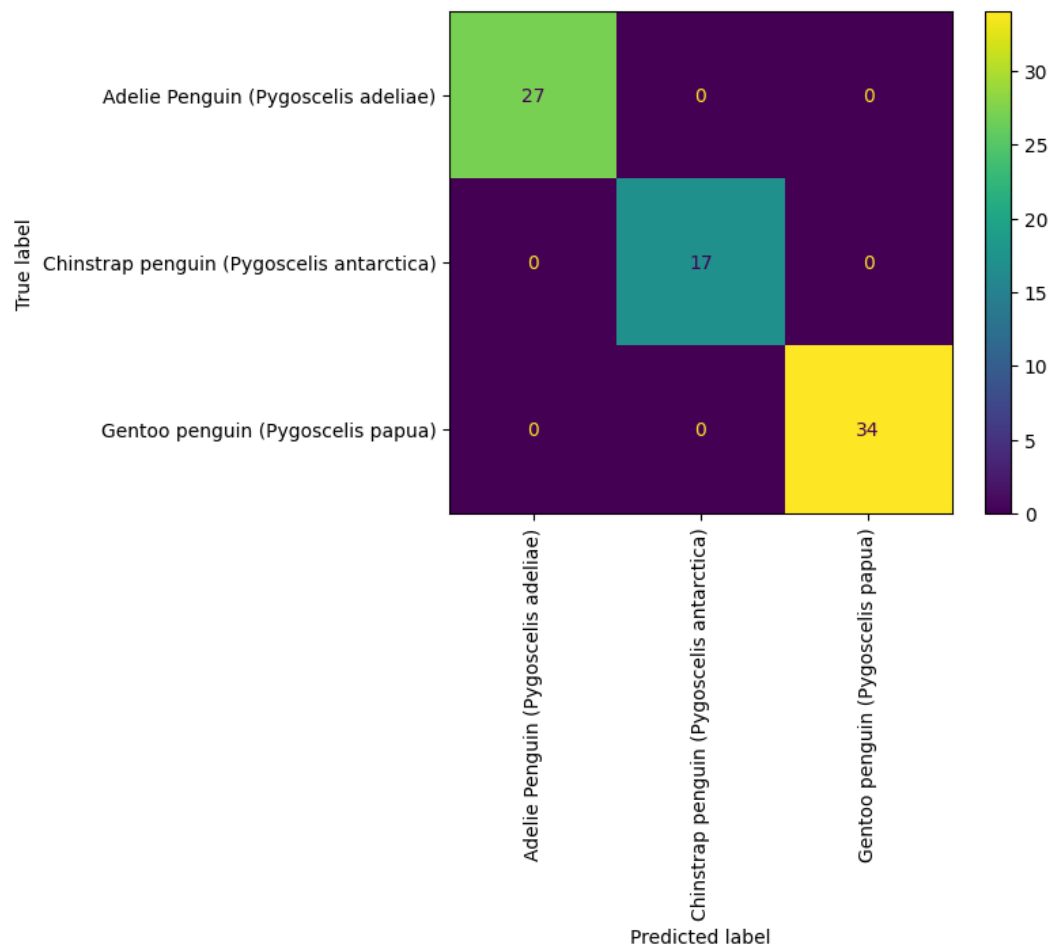 True label
Adelie Penguin (Pygoscelis adeliae)
27 0 0
Chinstrap penguin (Pygoscelis antarctica)
0 17 0
Gentoo penguin (Pygoscelis papua)
0 0 34
Adelie Penguin (Pygoscelis adeliae)
Chinstrap penguin (Pygoscelis antarctica)
Gentoo penguin (Pygoscelis papua)
Predicted label
30
25
20
15
10
5
0